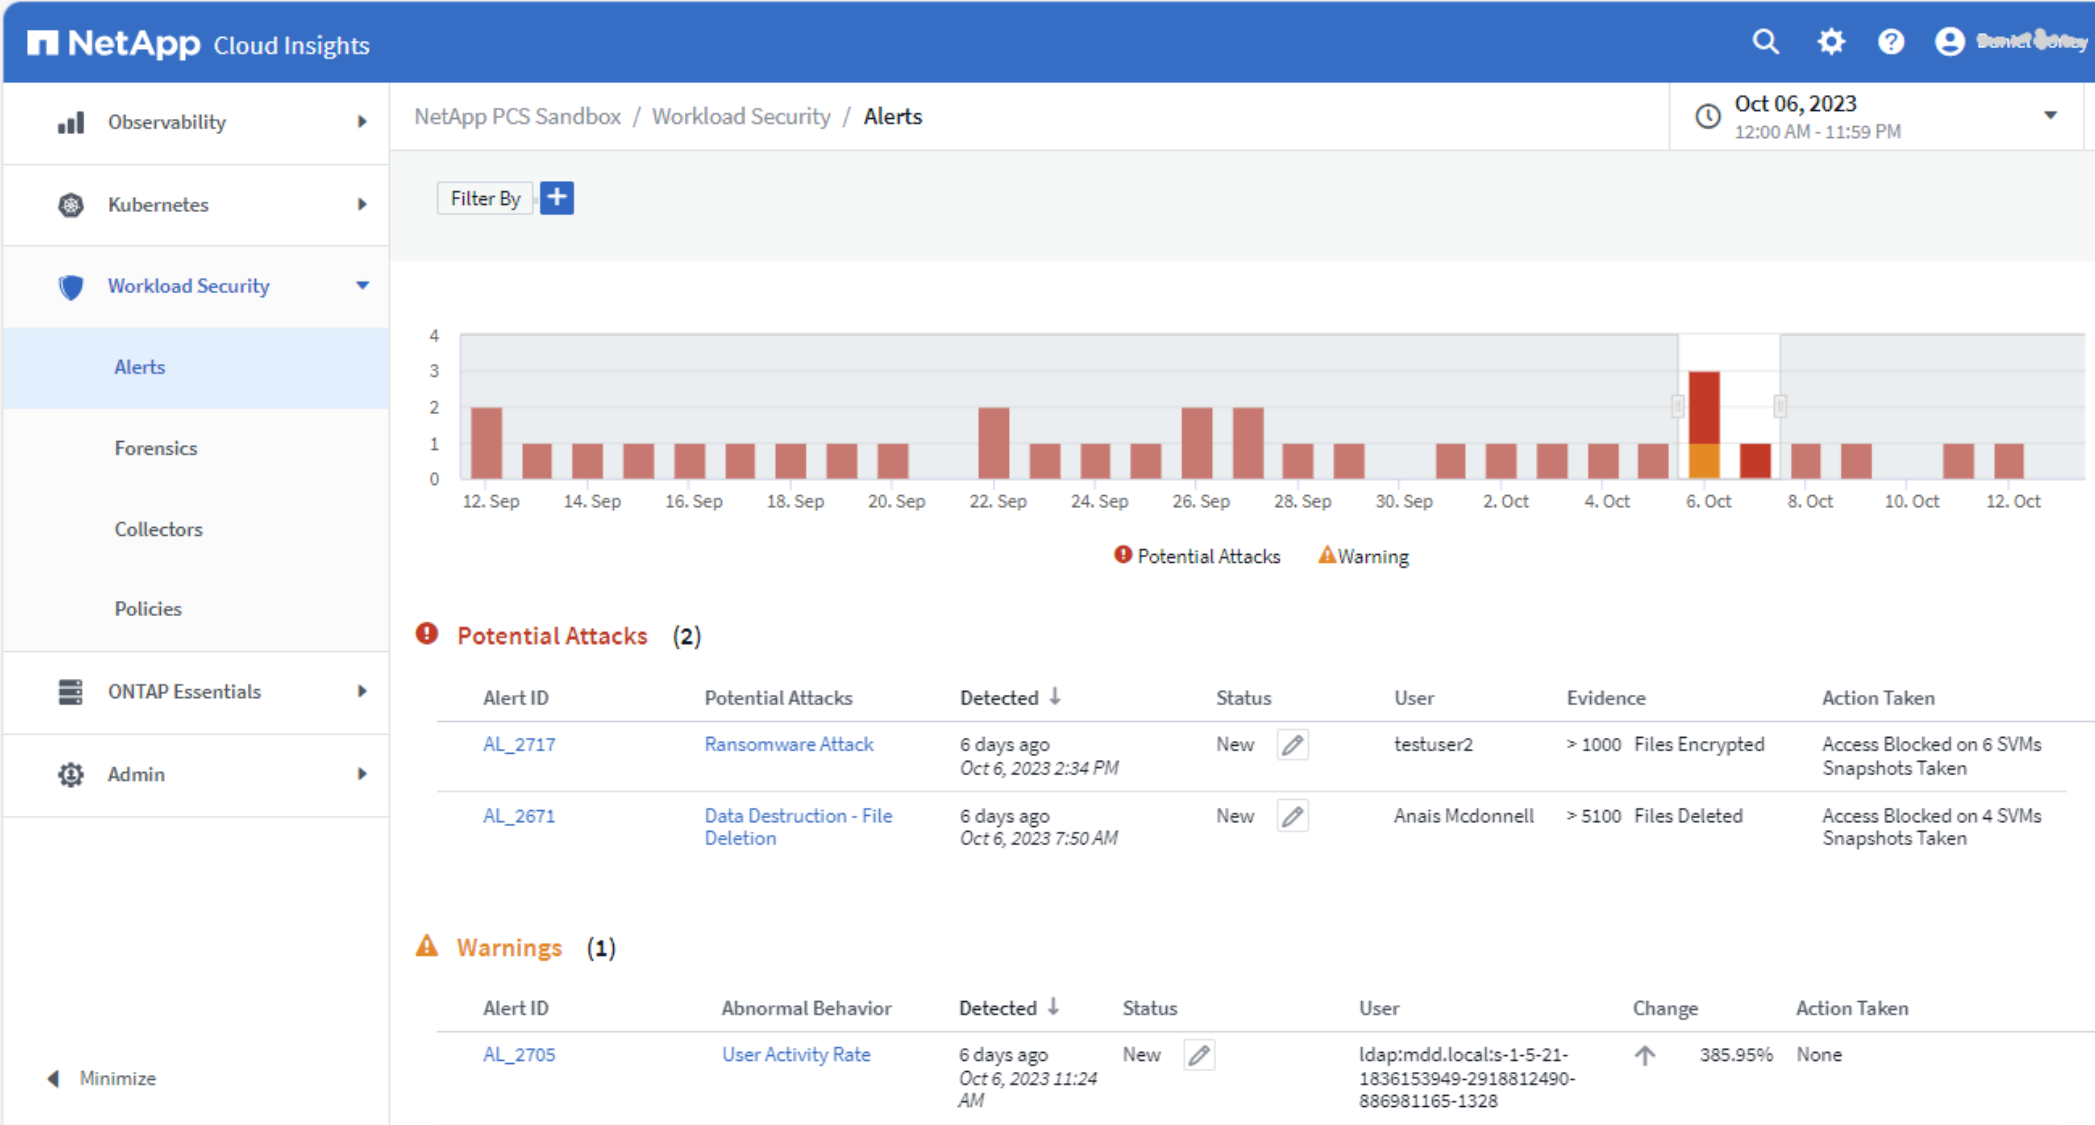 NetApp Cloud Insights
Observability
Kubernetes
Workload Security
Alerts
Forensics
Collectors
Policies
ONTAP Essentials
Admin
Minimize
NetApp PCS Sandbox / Workload Security / Alerts
Oct 06, 2023
12:00 AM - 11:59 PM
Filter By +
4
3
2
1
0
12. Sep 14. Sep 16. Sep 18. Sep 20. Sep 22. Sep 24. Sep 26. Sep 28. Sep 30. Sep 2. Oct 4. Oct 6. Oct 8. Oct 10. Oct 12. Oct
Potential Attacks Warning
Potential Attacks (2)
Alert ID Potential Attacks Detected ↓ Status User Evidence Action Taken
AL_2717 Ransomware Attack 6 days ago New testuser2 > 1000 Files Encrypted Access Blocked on 6 SVMs
Oct 6, 2023 2:34 PM Snapshots Taken
AL_2671 Data Destruction - File 6 days ago New Anais Mcdonnell > 5100 Files Deleted Access Blocked on 4 SVMs
Deletion Oct 6, 2023 7:50 AM Snapshots Taken
Warnings (1)
Alert ID Abnormal Behavior Detected ↓ Status User Change Action Taken
AL_2705 User Activity Rate 6 days ago New ldap:mdd.local:s-1-5-21- ↑ 385.95% None
Oct 6, 2023 11:24 1836153949-2918812490-
AM 886981165-1328